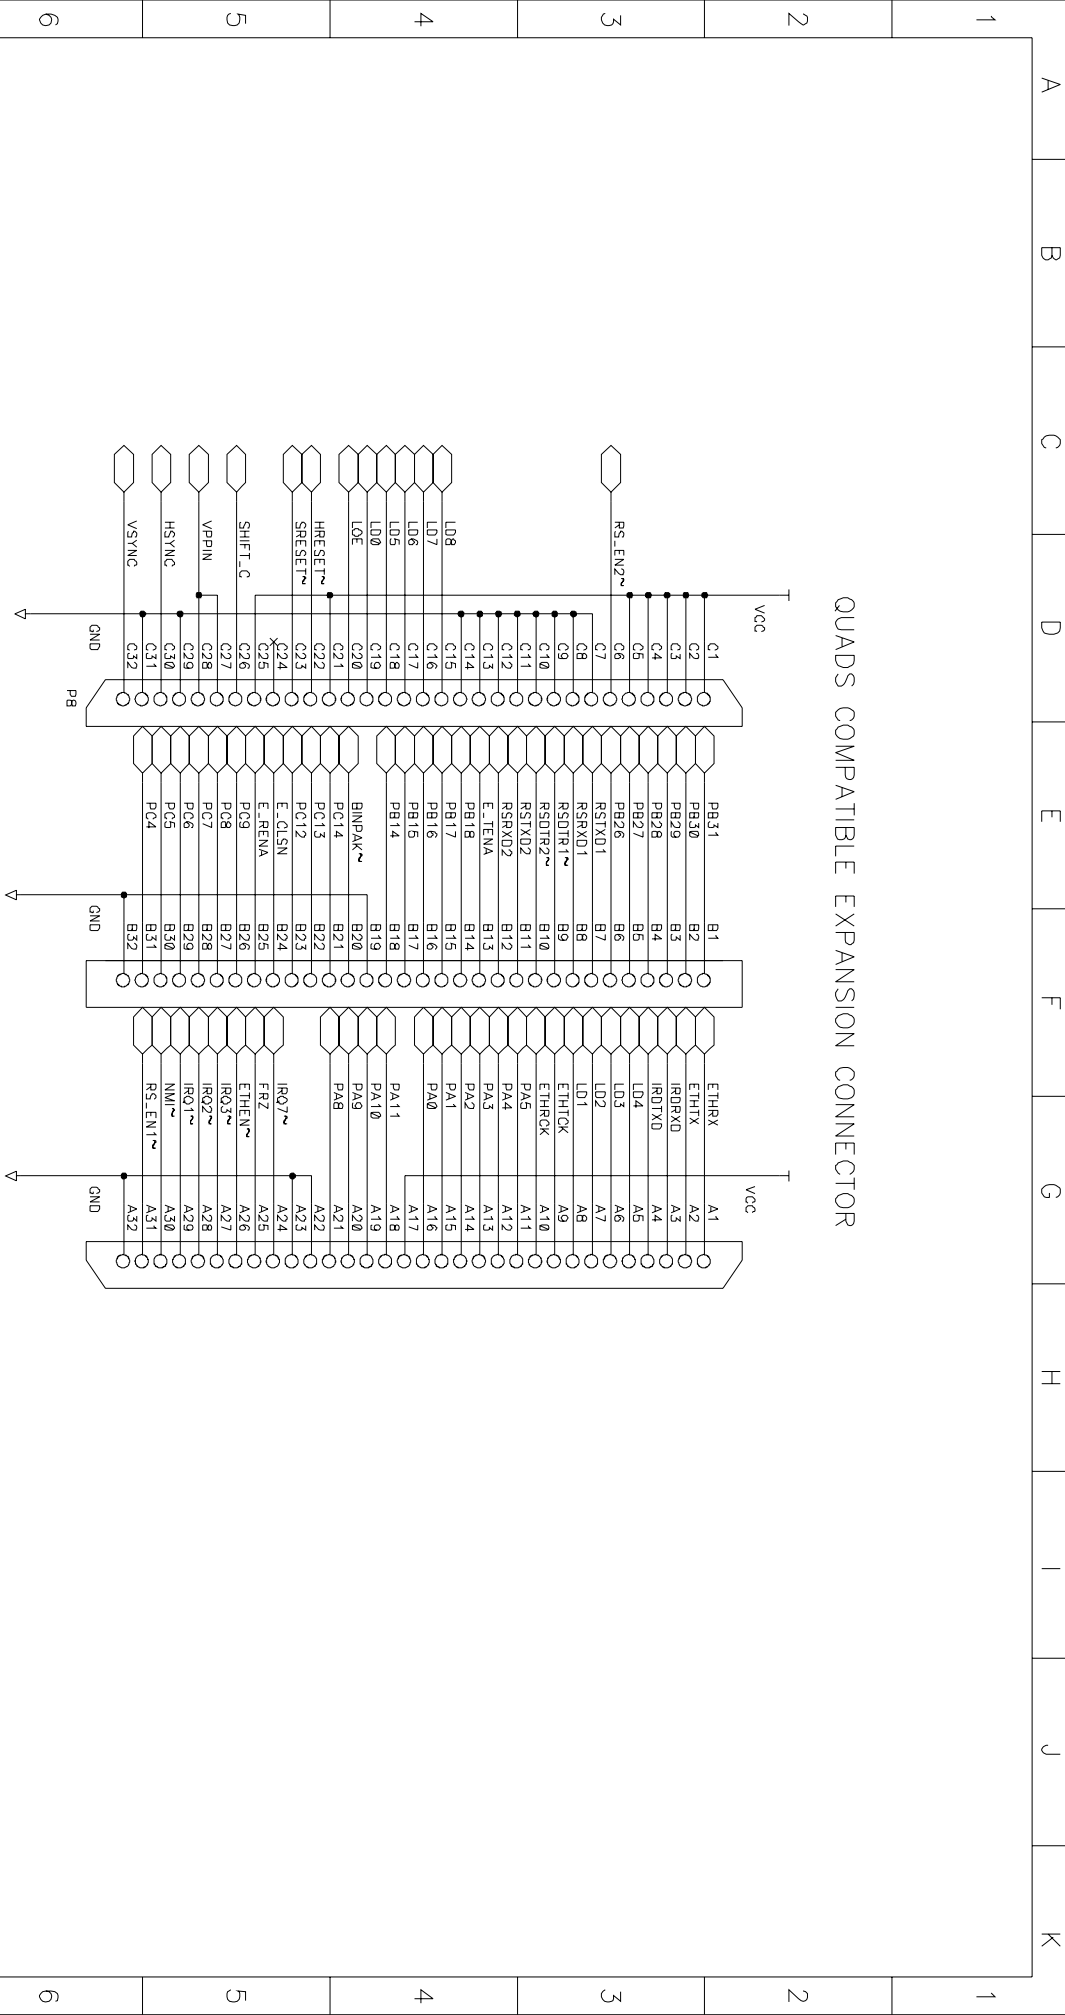 A B C D E F G H I J K
1
2
3
4
5
6
QUADS COMPATIBLE EXPANSION CONNECTOR
VCC
C1
C2
C3
C4
C5
RS_EN2~ C6
C7
C8
C9
C10
C11
C12
C13
C14
LD8 C15
LD7 C16
LD6 C17
LD5 C18
LD0 C19
LOE C20
C21
HRESET~ C22
SRESET~ C23
C24
C25
SHIFT_C C26
C27
VPPIN C28
C29
HSYNC C30
C31
VSYNC C32
GND
P8
PB31 B1
PB30 B2
PB29 B3
PB28 B4
PB27 B5
PB26 B6
RSTXD1 B7
RSRXD1 B8
RSDTR1~ B9
RSDTR2~ B10
RSTXD2 B11
RSRXD2 B12
E_TENA B13
PB18 B14
PB17 B15
PB16 B16
PB15 B17
PB14 B18
B19
BINPAK~ B20
PC14 B21
PC13 B22
PC12 B23
E_CLSN B24
E_RENA B25
PC9 B26
PC8 B27
PC7 B28
PC6 B29
PC5 B30
PC4 B31
B32
GND
VCC
ETHRX A1
ETHTX A2
IRDRXD A3
IRDTXD A4
LD4 A5
LD3 A6
LD2 A7
LD1 A8
ETHTCK A9
ETHRCK A10
PA5 A11
PA4 A12
PA3 A13
PA2 A14
PA1 A15
PA0 A16
A17
PA11 A18
PA10 A19
PA9 A20
PA8 A21
A22
A23
IRQ7~ A24
FRZ A25
ETHEN~ A26
IRQ3~ A27
IRQ2~ A28
IRQ1~ A29
NMI~ A30
RS_EN1~ A31
A32
GND
1
2
3
4
5
6